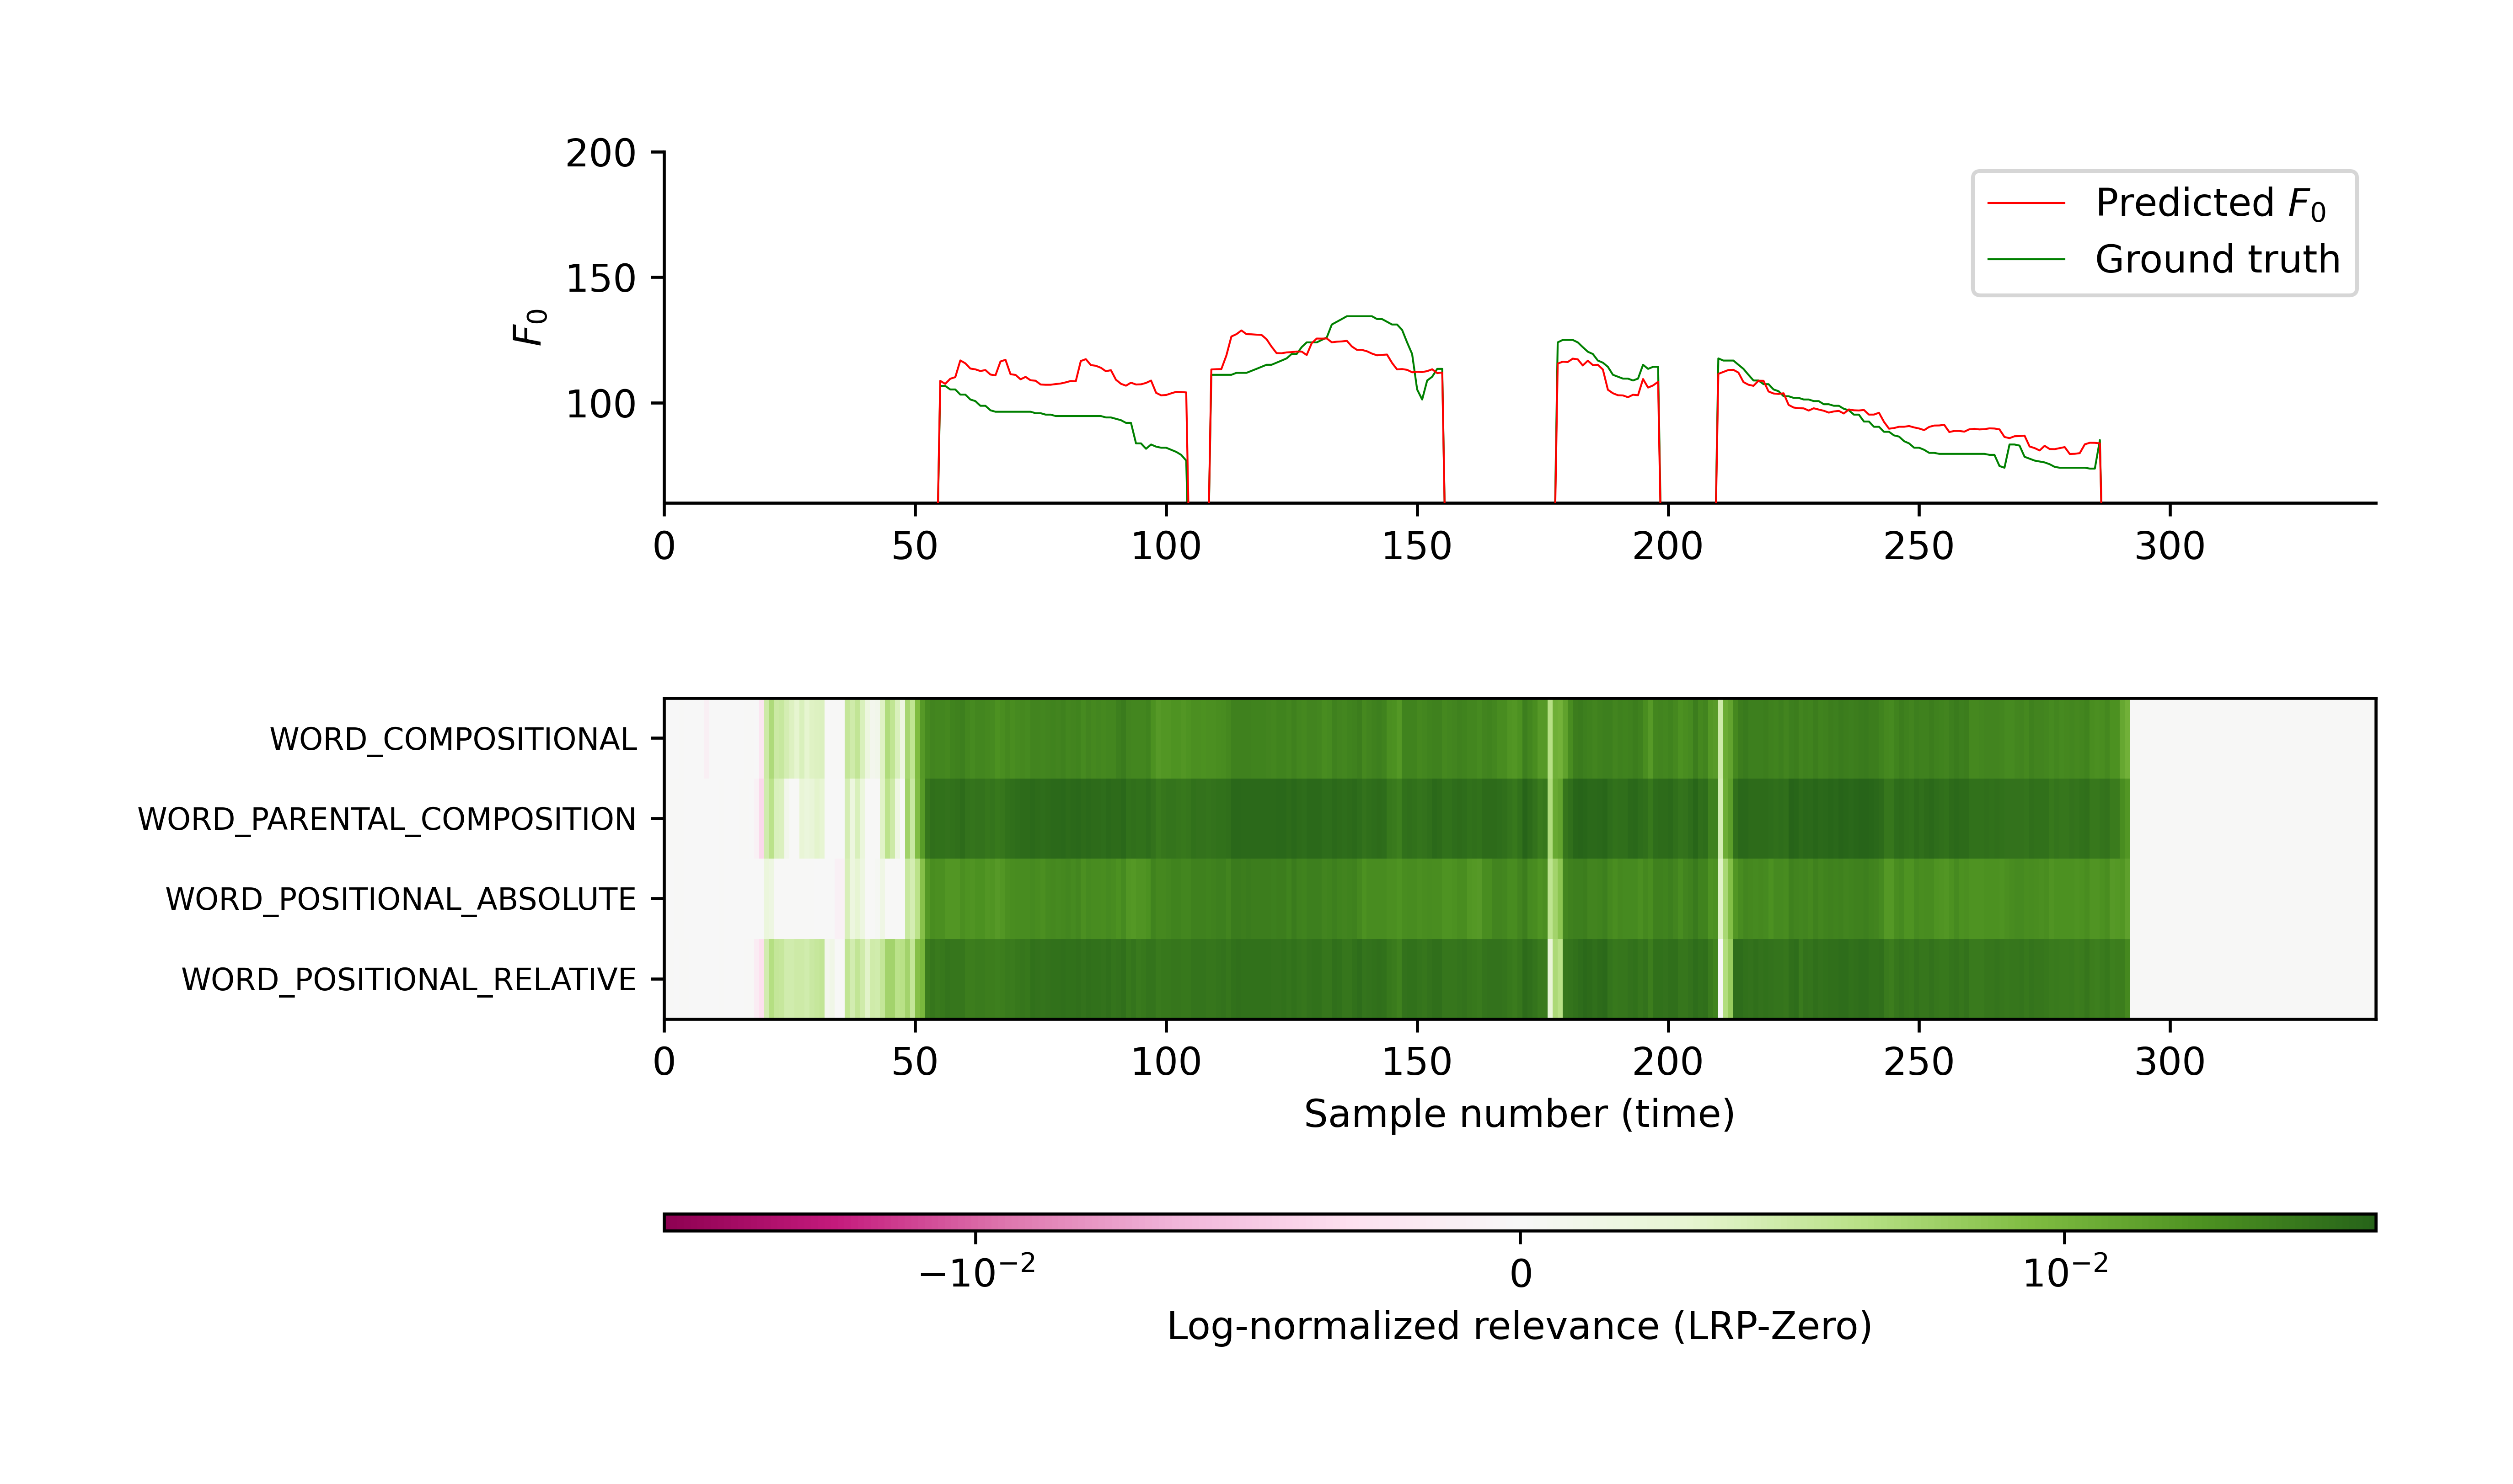 200
150
100
F₀
Predicted F₀
Ground truth
0 50 100 150 200 250 300
WORD_COMPOSITIONAL
WORD_PARENTAL_COMPOSITION
WORD_POSITIONAL_ABSOLUTE
WORD_POSITIONAL_RELATIVE
0 50 100 150 200 250 300
Sample number (time)
−10⁻² 0 10⁻²
Log-normalized relevance (LRP-Zero)